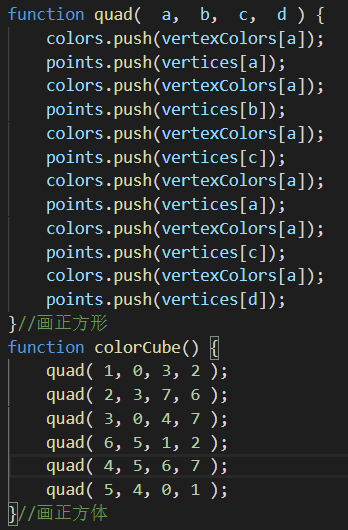 function quad(  a,  b,  c,  d ) {
    colors.push(vertexColors[a]);
    points.push(vertices[a]);
    colors.push(vertexColors[a]);
    points.push(vertices[b]);
    colors.push(vertexColors[a]);
    points.push(vertices[c]);
    colors.push(vertexColors[a]);
    points.push(vertices[a]);
    colors.push(vertexColors[a]);
    points.push(vertices[c]);
    colors.push(vertexColors[a]);
    points.push(vertices[d]);
}//画正方形
function colorCube() {
    quad( 1, 0, 3, 2 );
    quad( 2, 3, 7, 6 );
    quad( 3, 0, 4, 7 );
    quad( 6, 5, 1, 2 );
    quad( 4, 5, 6, 7 );
    quad( 5, 4, 0, 1 );
}//画正方体